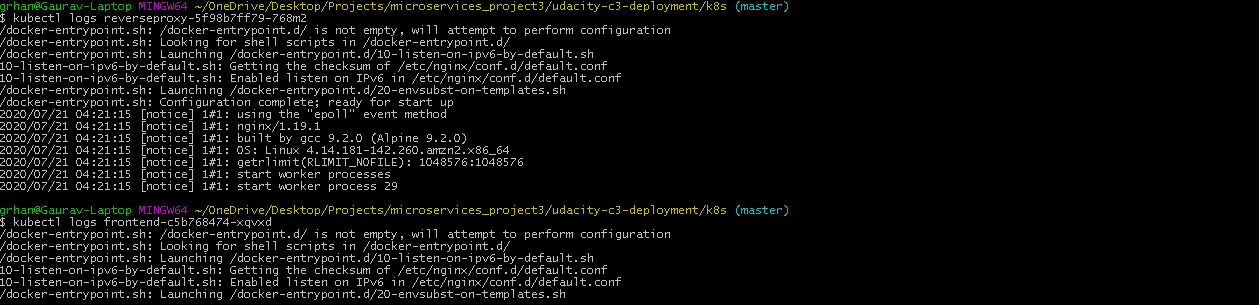 grhan@Gaurav-Laptop MINGW64 ~/OneDrive/Desktop/Projects/microservices_project3/udacity-c3-deployment/k8s (master)
$ kubectl logs reverseproxy-5f98b7ff79-768m2
/docker-entrypoint.sh: /docker-entrypoint.d/ is not empty, will attempt to perform configuration
/docker-entrypoint.sh: Looking for shell scripts in /docker-entrypoint.d/
/docker-entrypoint.sh: Launching /docker-entrypoint.d/10-listen-on-ipv6-by-default.sh
10-listen-on-ipv6-by-default.sh: Getting the checksum of /etc/nginx/conf.d/default.conf
10-listen-on-ipv6-by-default.sh: Enabled listen on IPv6 in /etc/nginx/conf.d/default.conf
/docker-entrypoint.sh: Launching /docker-entrypoint.d/20-envsubst-on-templates.sh
/docker-entrypoint.sh: Configuration complete; ready for start up
2020/07/21 04:21:15 [notice] 1#1: using the "epoll" event method
2020/07/21 04:21:15 [notice] 1#1: nginx/1.19.1
2020/07/21 04:21:15 [notice] 1#1: built by gcc 9.2.0 (Alpine 9.2.0)
2020/07/21 04:21:15 [notice] 1#1: OS: Linux 4.14.181-142.260.amzn2.x86_64
2020/07/21 04:21:15 [notice] 1#1: getrlimit(RLIMIT_NOFILE): 1048576:1048576
2020/07/21 04:21:15 [notice] 1#1: start worker processes
2020/07/21 04:21:15 [notice] 1#1: start worker process 29
grhan@Gaurav-Laptop MINGW64 ~/OneDrive/Desktop/Projects/microservices_project3/udacity-c3-deployment/k8s (master)
$ kubectl logs frontend-c5b768474-xqvxd
/docker-entrypoint.sh: /docker-entrypoint.d/ is not empty, will attempt to perform configuration
/docker-entrypoint.sh: Looking for shell scripts in /docker-entrypoint.d/
/docker-entrypoint.sh: Launching /docker-entrypoint.d/10-listen-on-ipv6-by-default.sh
10-listen-on-ipv6-by-default.sh: Getting the checksum of /etc/nginx/conf.d/default.conf
10-listen-on-ipv6-by-default.sh: Enabled listen on IPv6 in /etc/nginx/conf.d/default.conf
/docker-entrypoint.sh: Launching /docker-entrypoint.d/20-envsubst-on-templates.sh